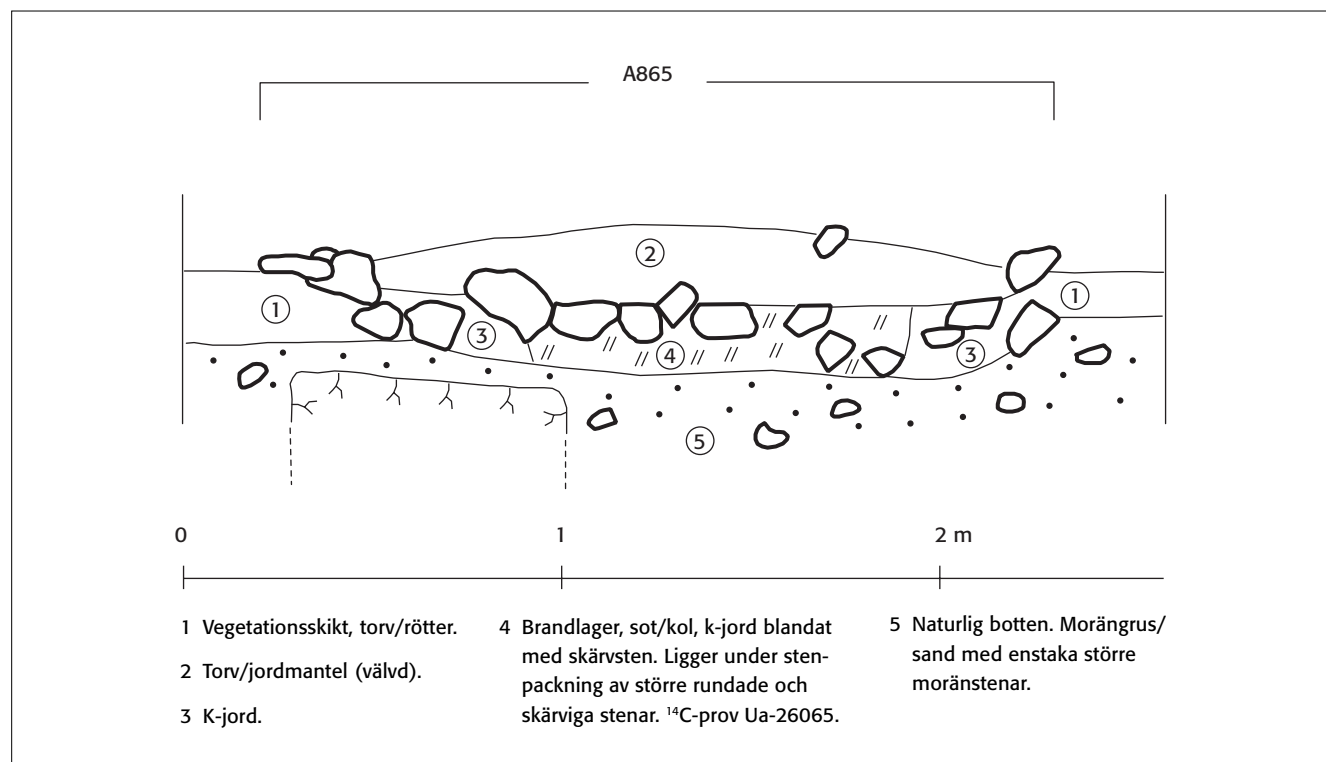 A865
2
1
1
3
4
3
5
0 1 2 m
1 Vegetationsskikt, torv/rötter.
2 Torv/jordmantel (välvd).
3 K-jord.
4 Brandlager, sot/kol, k-jord blandat
med skärvsten. Ligger under sten-
packning av större rundade och
skärviga stenar. ¹⁴C-prov Ua-26065.
5 Naturlig botten. Morängrus/
sand med enstaka större
moränstenar.